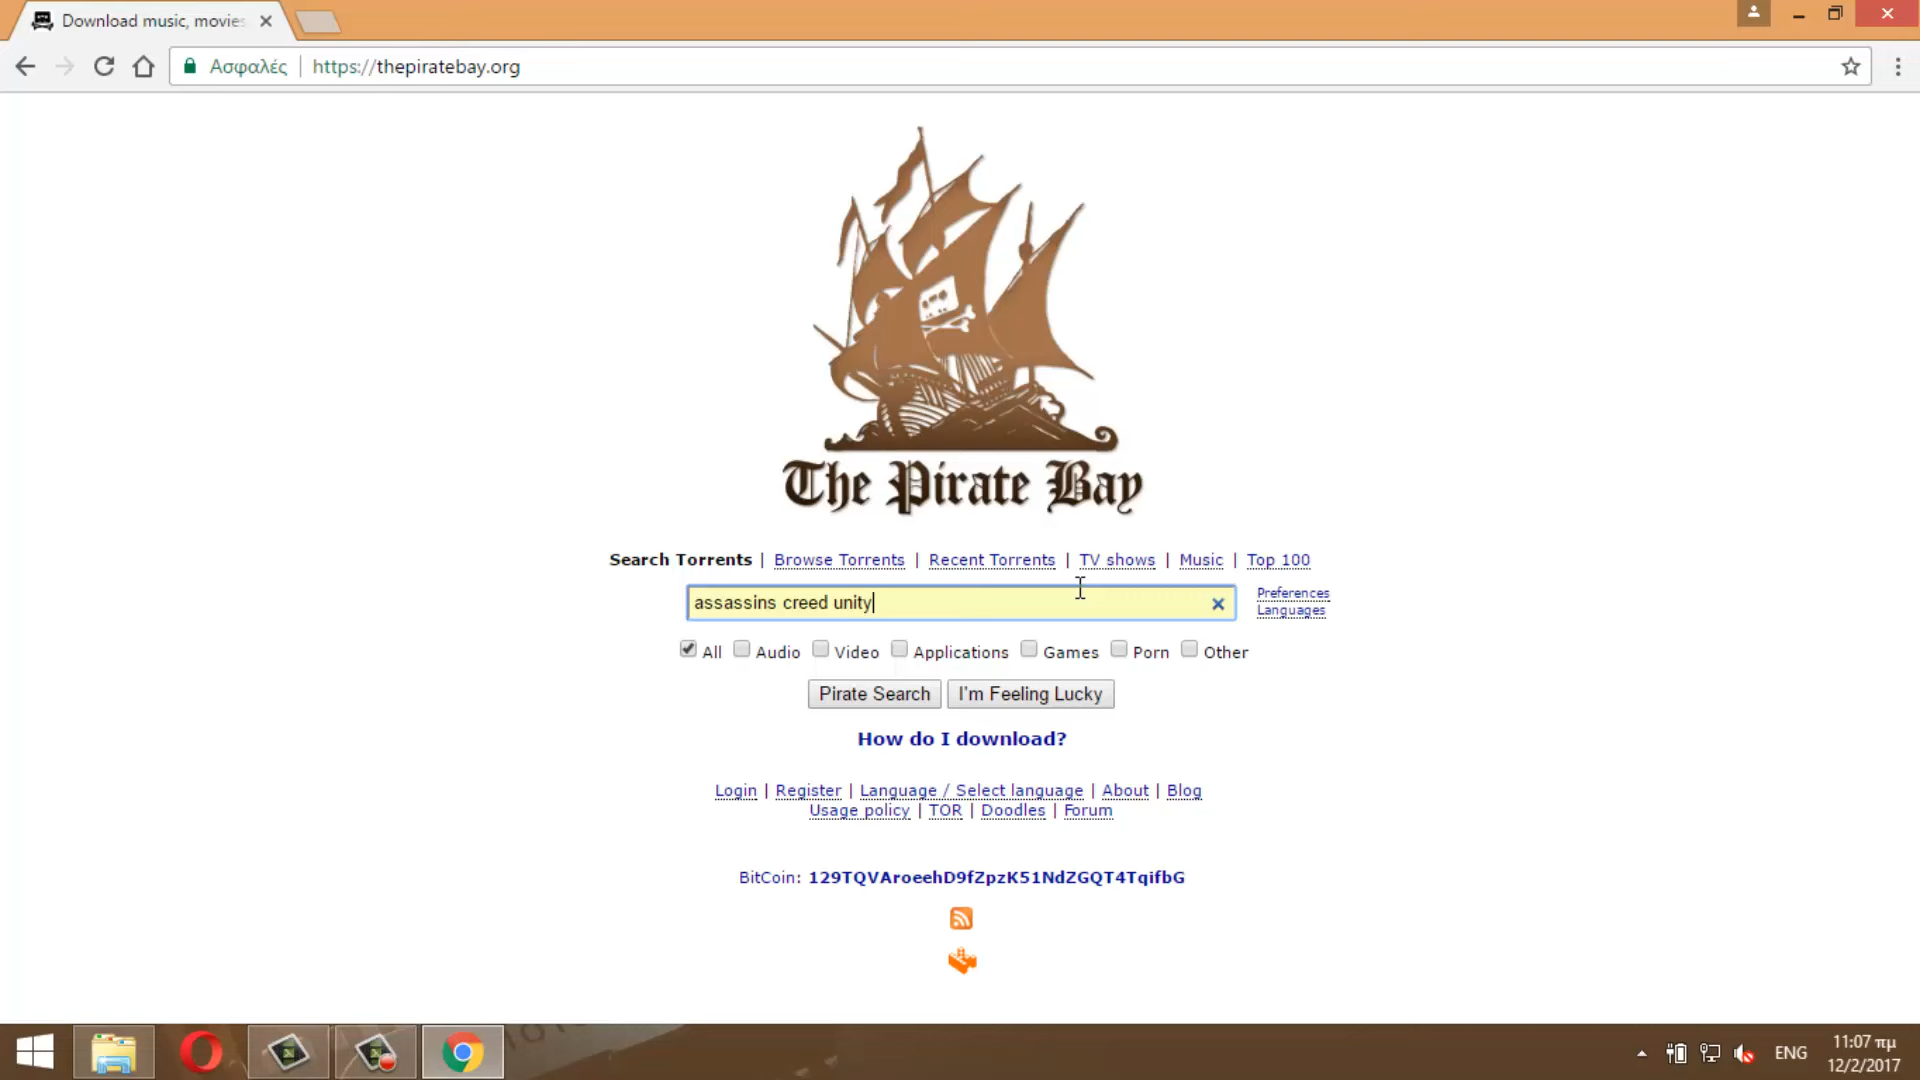 Download music, movies
Ασφαλές https://thepiratebay.org
The Pirate Bay
Search Torrents | Browse Torrents | Recent Torrents | TV shows | Music | Top 100
assassins creed unity
Preferences
Languages
All Audio Video Applications Games Porn Other
Pirate Search I'm Feeling Lucky
How do I download?
Login | Register | Language / Select language | About | Blog
Usage policy | TOR | Doodles | Forum
BitCoin: 129TQVAroeehD9fZpzK51NdZGQT4TqifbG
ENG
11:07 πμ
12/2/2017